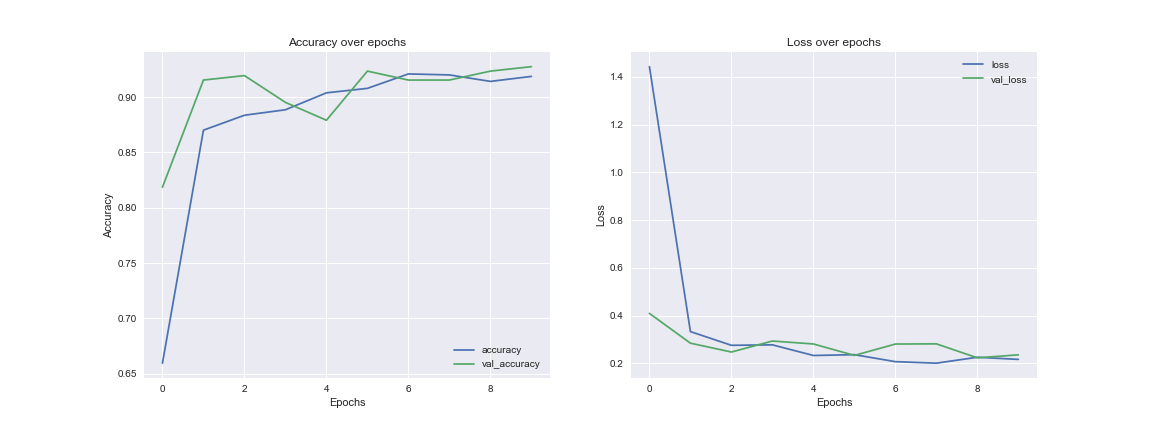 Accuracy over epochs
0.90
0.85
0.80
0.75
0.70
0.65
Accuracy
0 2 4 6 8
Epochs
accuracy
val_accuracy
Loss over epochs
1.4
1.2
1.0
0.8
0.6
0.4
0.2
Loss
0 2 4 6 8
Epochs
loss
val_loss